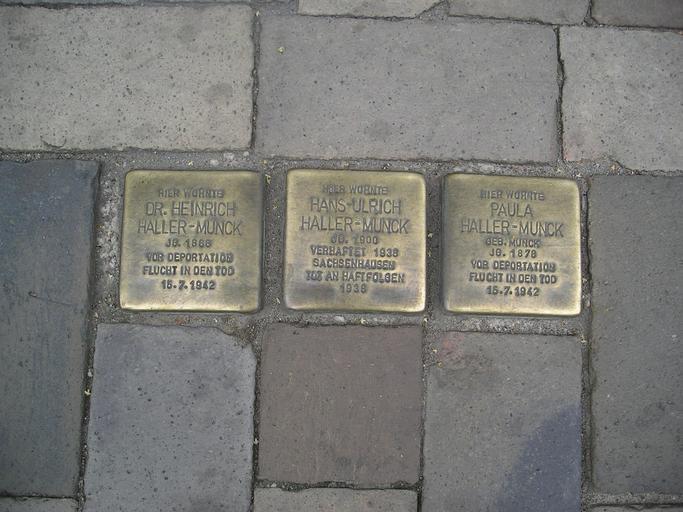 HIER WOHNTE
DR. HEINRICH
HALLER-MUNCK
JG. 1866
VOR DEPORTATION
FLUCHT IN DEN TOD
15.7.1942
HIER WOHNTE
HANS-ULRICH
HALLER-MUNCK
JG. 1900
VERHAFTET 1938
SACHSENHAUSEN
TOT AN HAFTFOLGEN
1938
HIER WOHNTE
PAULA
HALLER-MUNCK
GEB. MUNCK
JG. 1878
VOR DEPORTATION
FLUCHT IN DEN TOD
15.7.1942